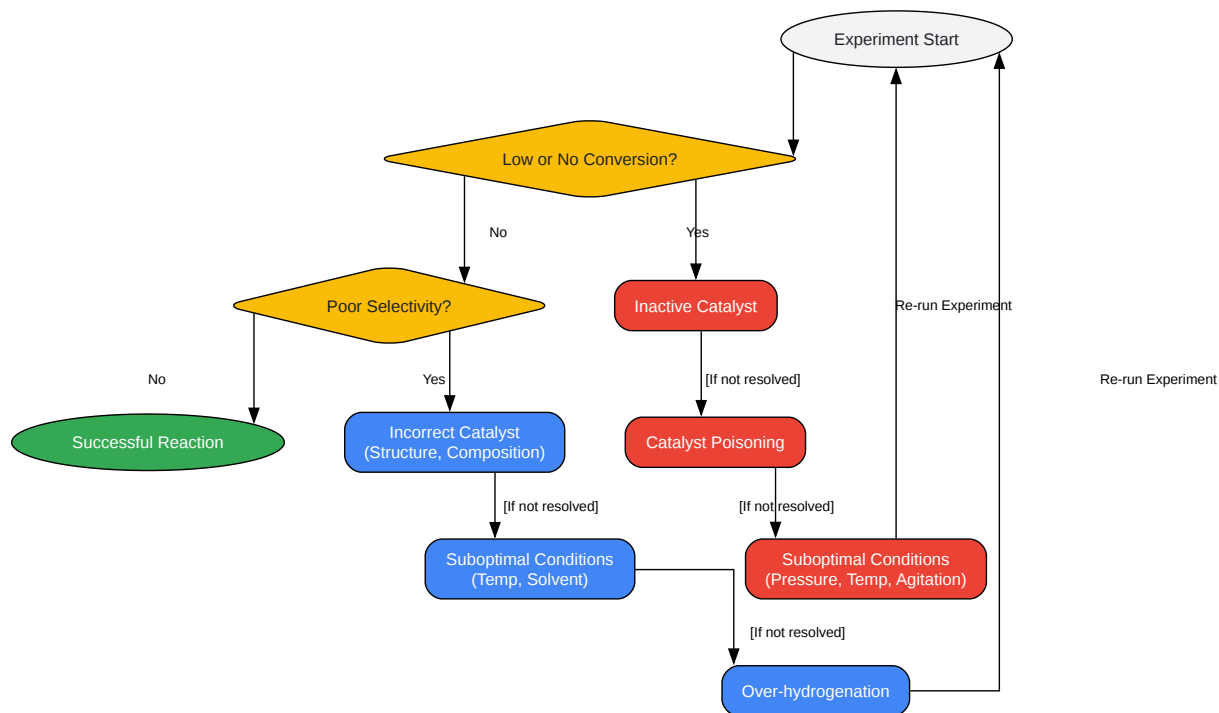 Experiment Start
Low or No Conversion?
No
Yes
Poor Selectivity?
Inactive Catalyst
Re-run Experiment
No
Yes
[If not resolved]
Re-run Experiment
Successful Reaction
Incorrect Catalyst
(Structure, Composition)
Catalyst Poisoning
[If not resolved]
[If not resolved]
Suboptimal Conditions
(Temp, Solvent)
Suboptimal Conditions
(Pressure, Temp, Agitation)
[If not resolved]
Over-hydrogenation